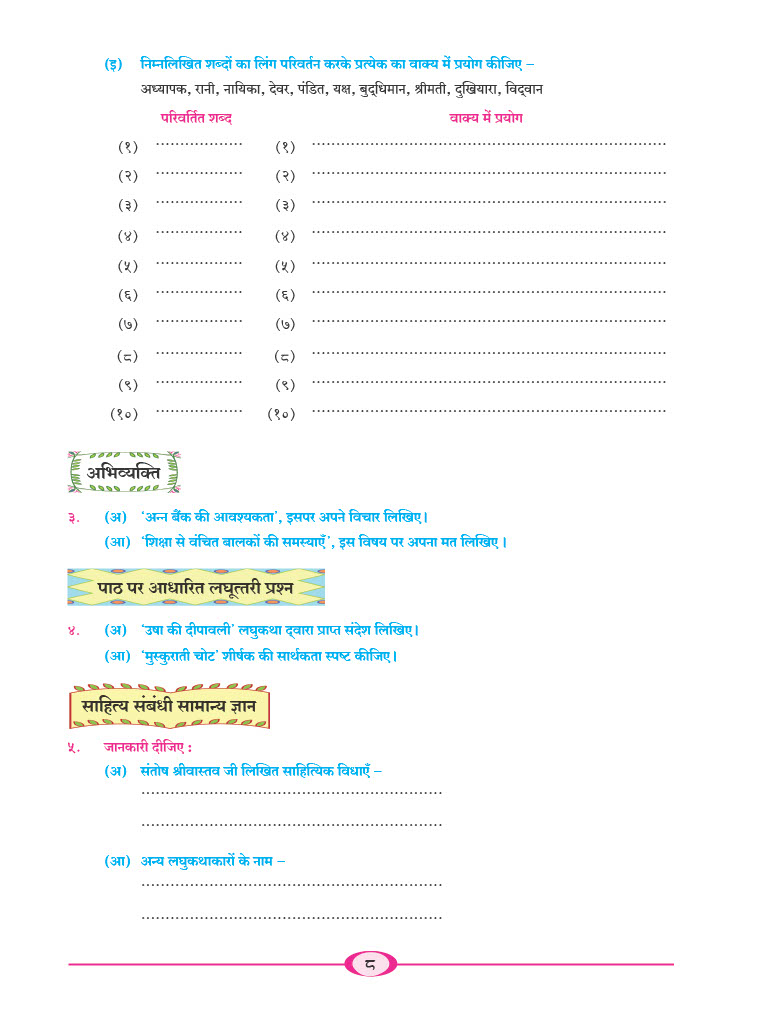 (इ) निम्नलिखित शब्दों का लिंग परिवर्तन करके प्रत्येक का वाक्य में प्रयोग कीजिए –
अध्यापक, रानी, नायिका, देवर, पंडित, यक्ष, बुद्धिमान, श्रीमती, दुखियारा, विद्वान
परिवर्तित शब्द वाक्य में प्रयोग
(१) .................. (१) ..........................................................................
(२) .................. (२) ..........................................................................
(३) .................. (३) ..........................................................................
(४) .................. (४) ..........................................................................
(५) .................. (५) ..........................................................................
(६) .................. (६) ..........................................................................
(७) .................. (७) ..........................................................................
(८) .................. (८) ..........................................................................
(९) .................. (९) ..........................................................................
(१०) .................. (१०) ..........................................................................
अभिव्यक्ति
३. (अ) ‘अन्न बैंक की आवश्यकता’, इसपर अपने विचार लिखिए।
(आ) ‘शिक्षा से वंचित बालकों की समस्याएँ’, इस विषय पर अपना मत लिखिए ।
पाठ पर आधारित लघूत्तरी प्रश्न
४. (अ) ‘उषा की दीपावली’ लघुकथा द्वारा प्राप्त संदेश लिखिए।
(आ) ‘मुस्कुराती चोट’ शीर्षक की सार्थकता स्पष्ट कीजिए।
साहित्य संबंधी सामान्य ज्ञान
५. जानकारी दीजिए :
(अ) संतोष श्रीवास्तव जी लिखित साहित्यिक विधाएँ –
..............................................................
..............................................................
(आ) अन्य लघुकथाकारों के नाम –
..............................................................
..............................................................
८